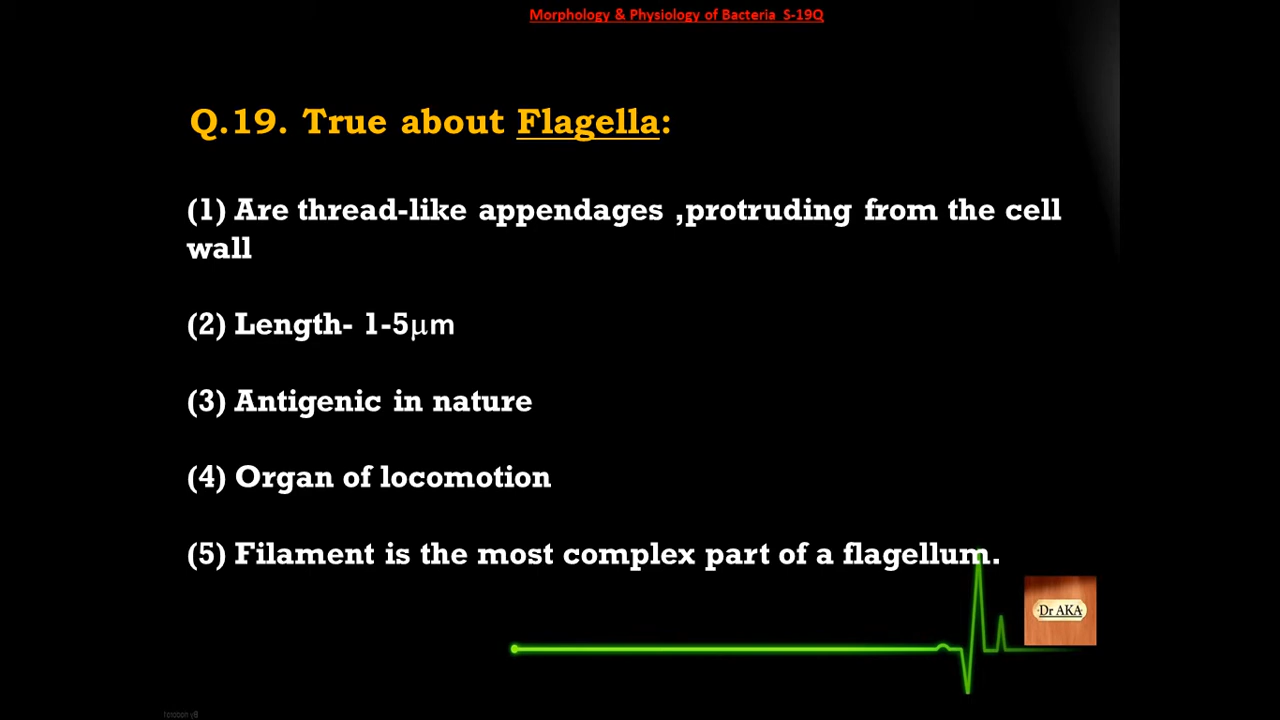 Morphology & Physiology of Bacteria S-19Q
Q.19. True about Flagella:
(1) Are thread-like appendages ,protruding from the cell
wall
(2) Length- 1-5µm
(3) Antigenic in nature
(4) Organ of locomotion
(5) Filament is the most complex part of a flagellum.
Dr AKA